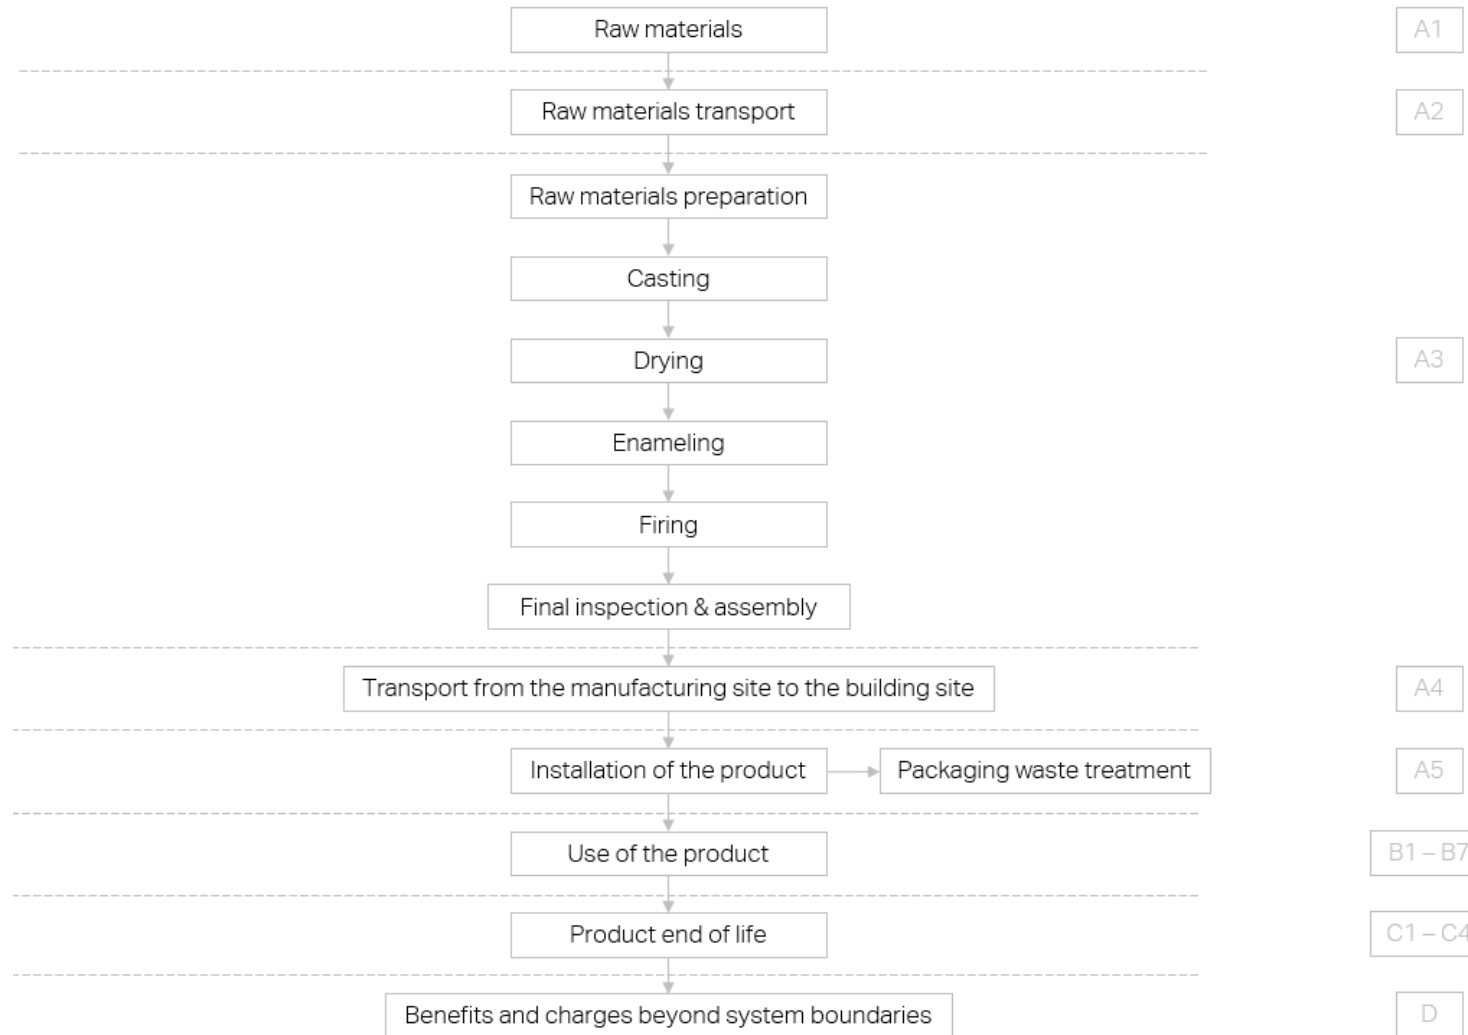 Raw materials
A1
Raw materials transport
A2
Raw materials preparation
Casting
Drying
A3
Enameling
Firing
Final inspection & assembly
Transport from the manufacturing site to the building site
A4
Installation of the product
Packaging waste treatment
A5
Use of the product
B1 – B7
Product end of life
C1 – C4
Benefits and charges beyond system boundaries
D